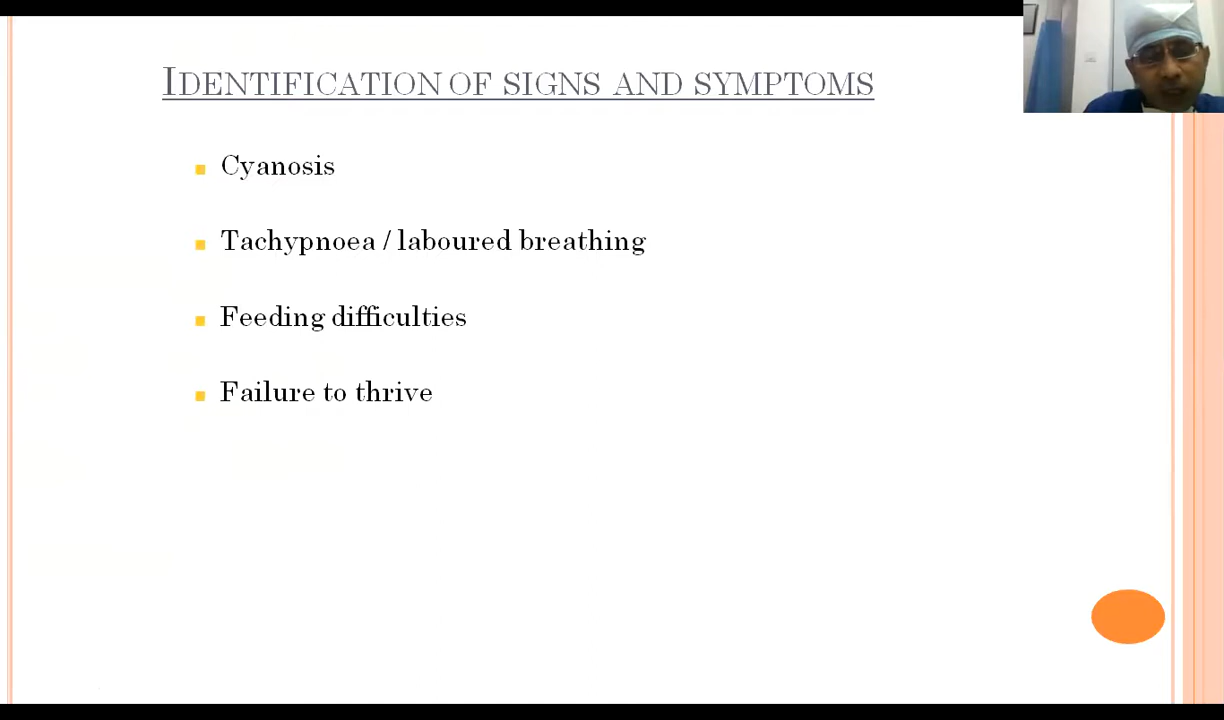 IDENTIFICATION OF SIGNS AND SYMPTOMS
Cyanosis
Tachypnoea / laboured breathing
Feeding difficulties
Failure to thrive